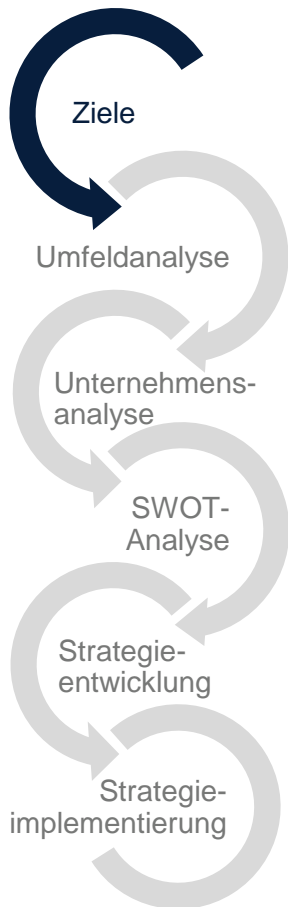 Ziele
Umfeldanalyse
Unternehmens-
analyse
SWOT-
Analyse
Strategie-
entwicklung
Strategie-
implementierung